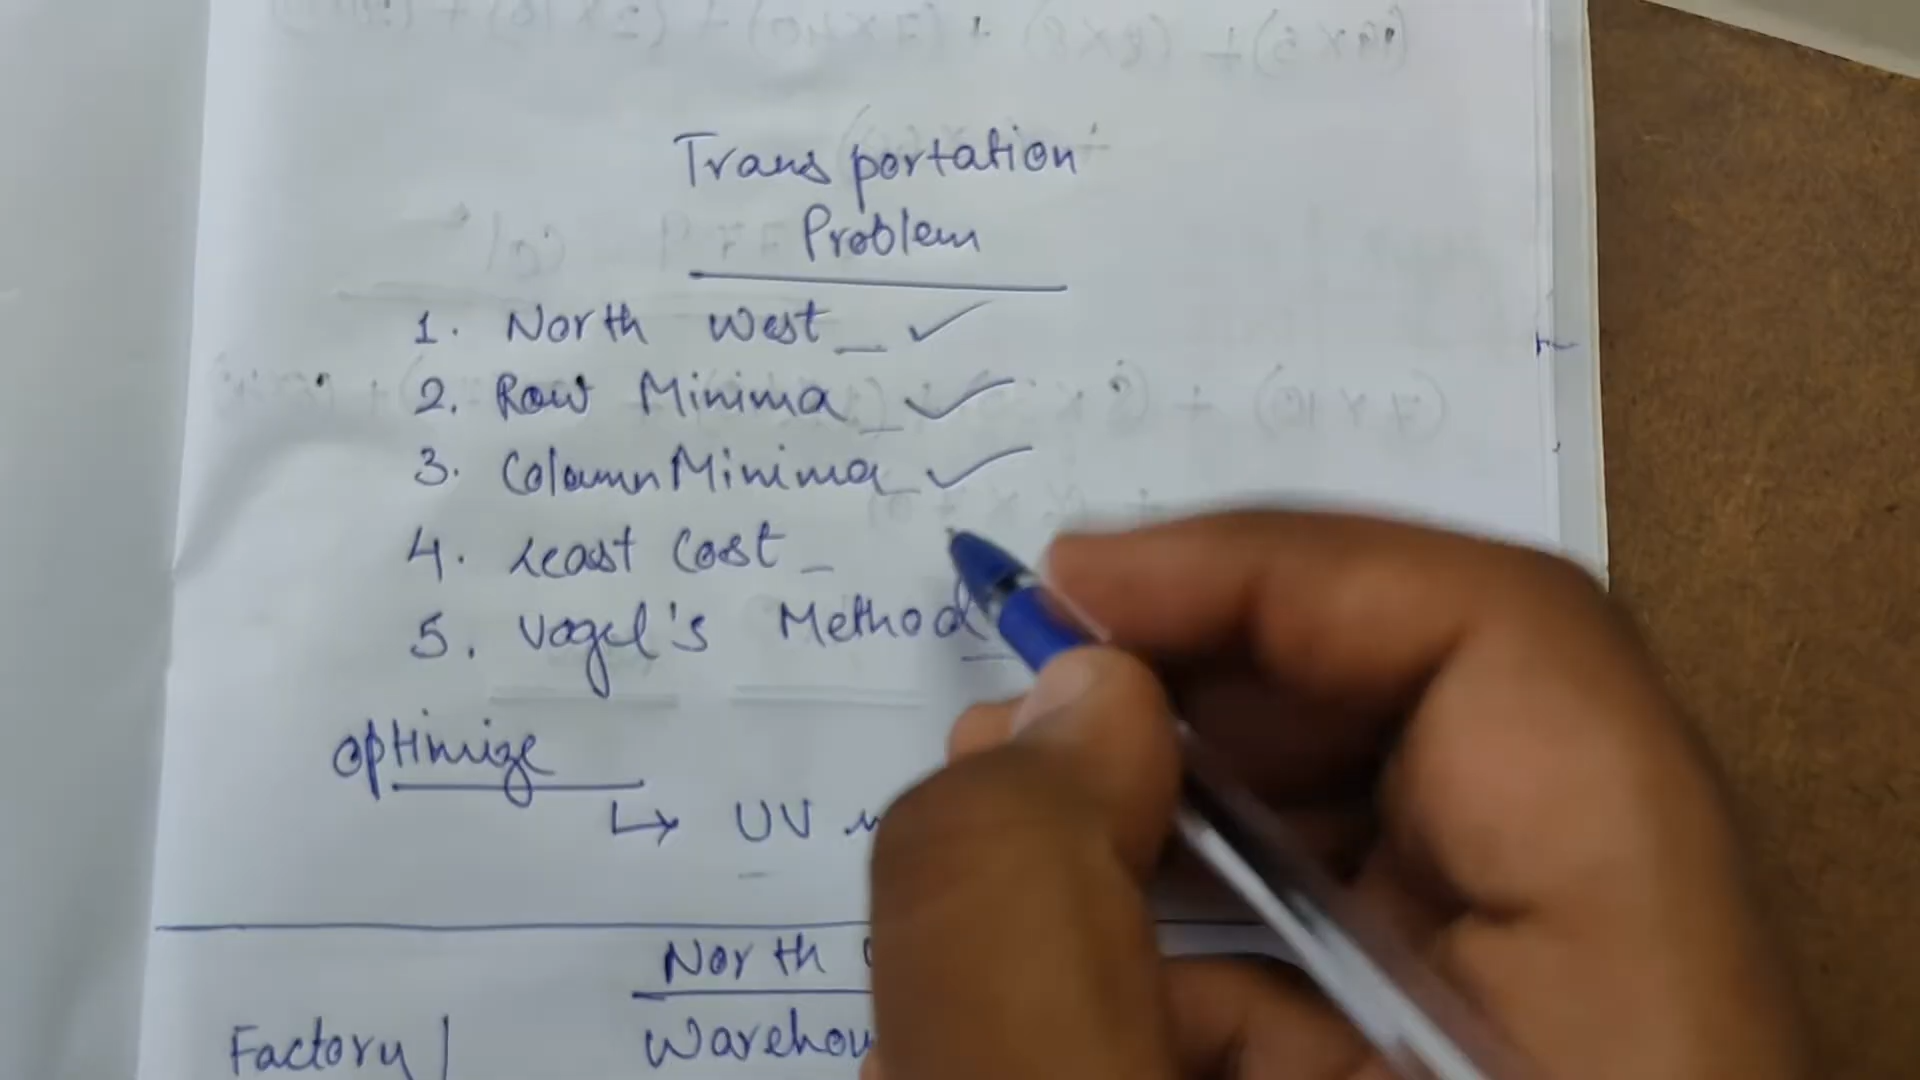 Transportation
Problem
1. North West
2. Row Minima
3. Column Minima
4. Least Cost
5. Vogel's Method
optimize
↳ UV
North
Factory